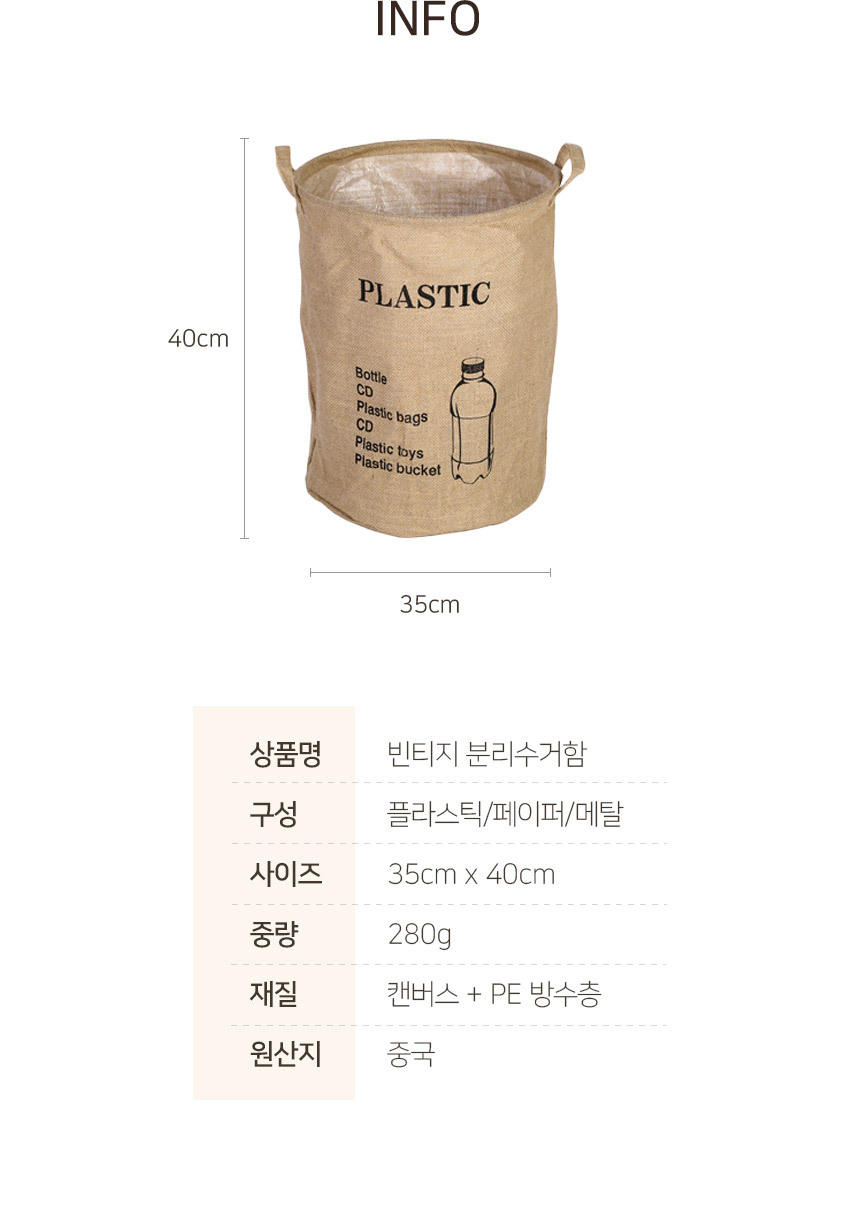 INFO
40cm
PLASTIC
Bottle
CD
Plastic bags
CD
Plastic toys
Plastic bucket
35cm
상품명 빈티지 분리수거함
구성 플라스틱/페이퍼/메탈
사이즈 35cm x 40cm
중량 280g
재질 캔버스 + PE 방수층
원산지 중국